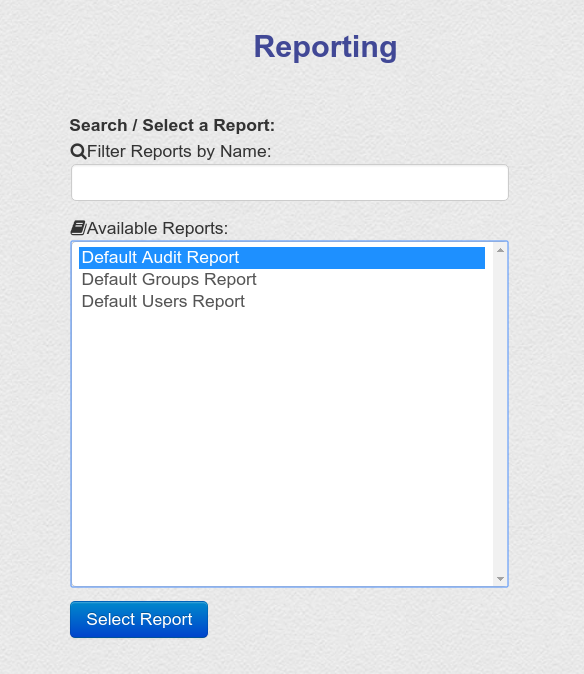 Reporting
Search / Select a Report:
Filter Reports by Name:
Available Reports:
Default Audit Report
Default Groups Report
Default Users Report
Select Report